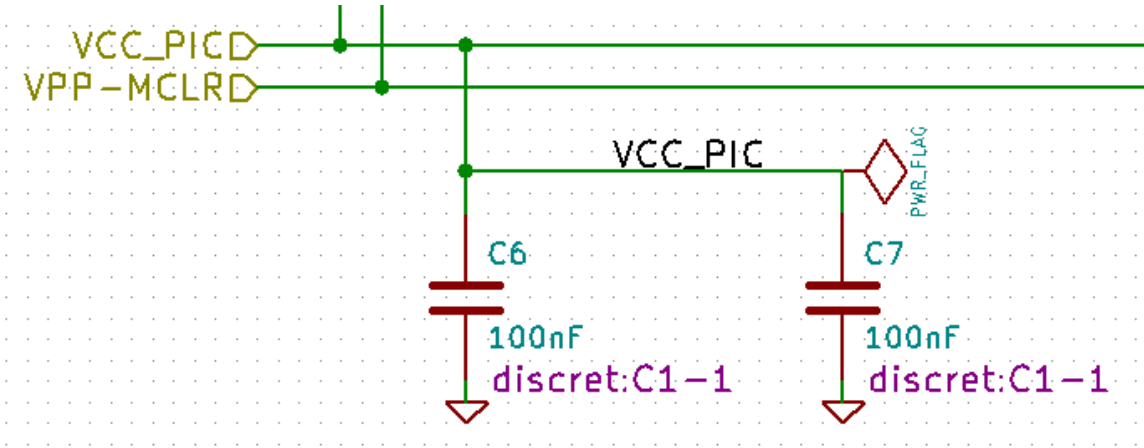 VCC_PIC
VPP-MCLR
VCC_PIC
PWR_FLAG
C6
C7
100nF
100nF
discret:C1-1
discret:C1-1